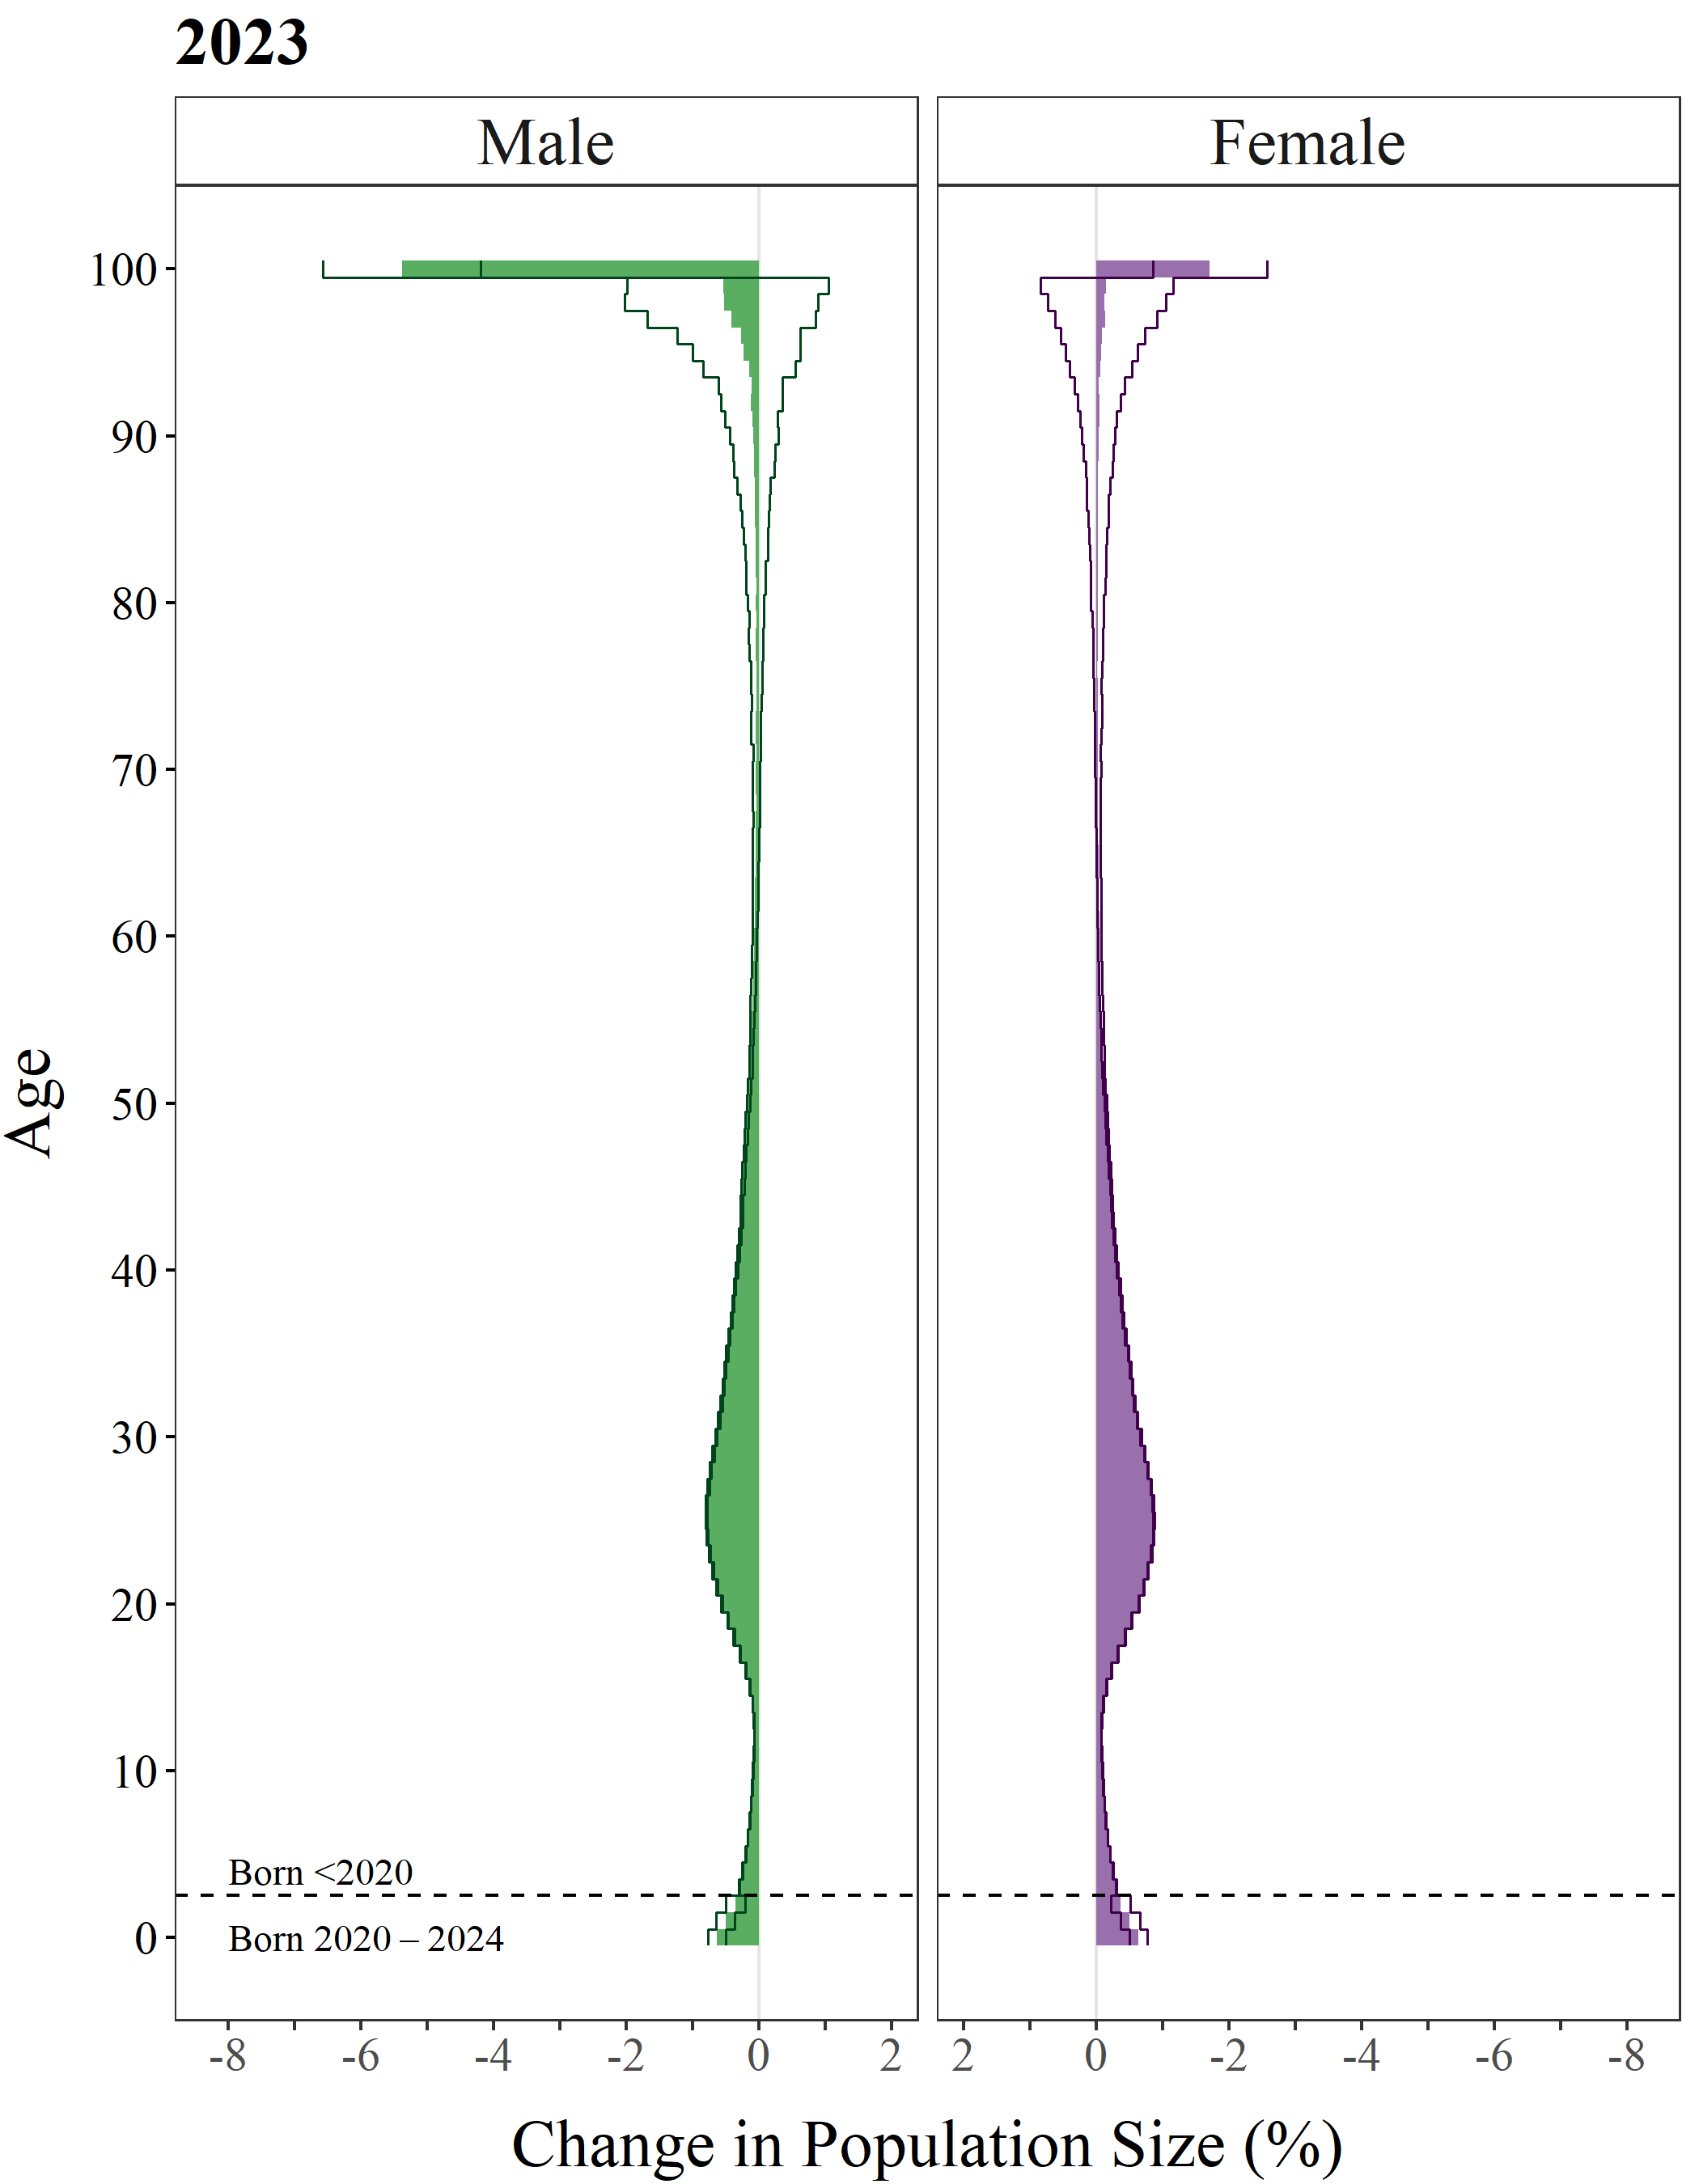 2023
Male
Female
100
90
80
70
60
50
40
30
20
10
0
Age
Born <2020
Born 2020 – 2024
-8 -6 -4 -2 0 2
2 0 -2 -4 -6 -8
Change in Population Size (%)